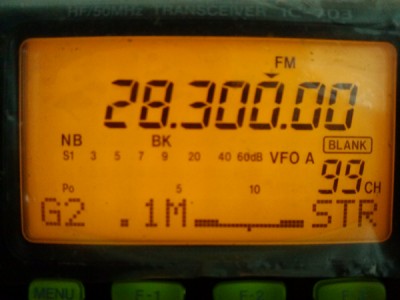 HF/50MHz TRANSCEIVER
FM
28.300.00
NB BK BLANK
S1 3 5 7 9 20 40 60dB VFO A 99 CH
Po 5 10
G2 .1M STR
MENU F-1 F-2